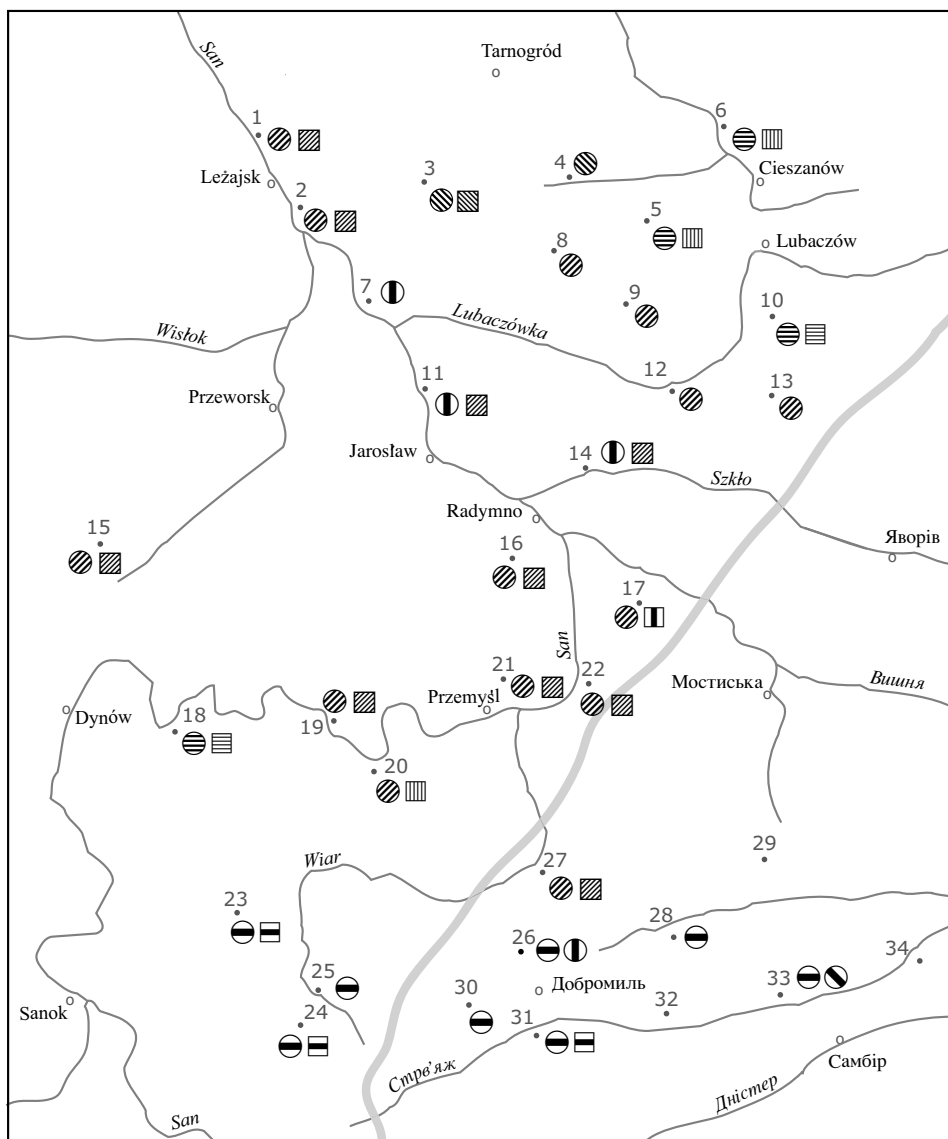 San
Tarnogród
1
6
Leżajsk
3
4
Cieszanów
2
5
8
Lubaczów
7
9
10
Wisłok
Lubaczówka
11
12
13
Przeworsk
Jarosław
14
Szkło
Radymno
15
16
Яворів
17
San
21
22
Przemyśl
Мостиська
Вишня
Dynów
18
19
20
29
Wiar
27
23
28
26
34
25
Добромиль
33
Sanok
30
32
24
31
Стрв'яж
Самбір
Дністер
San